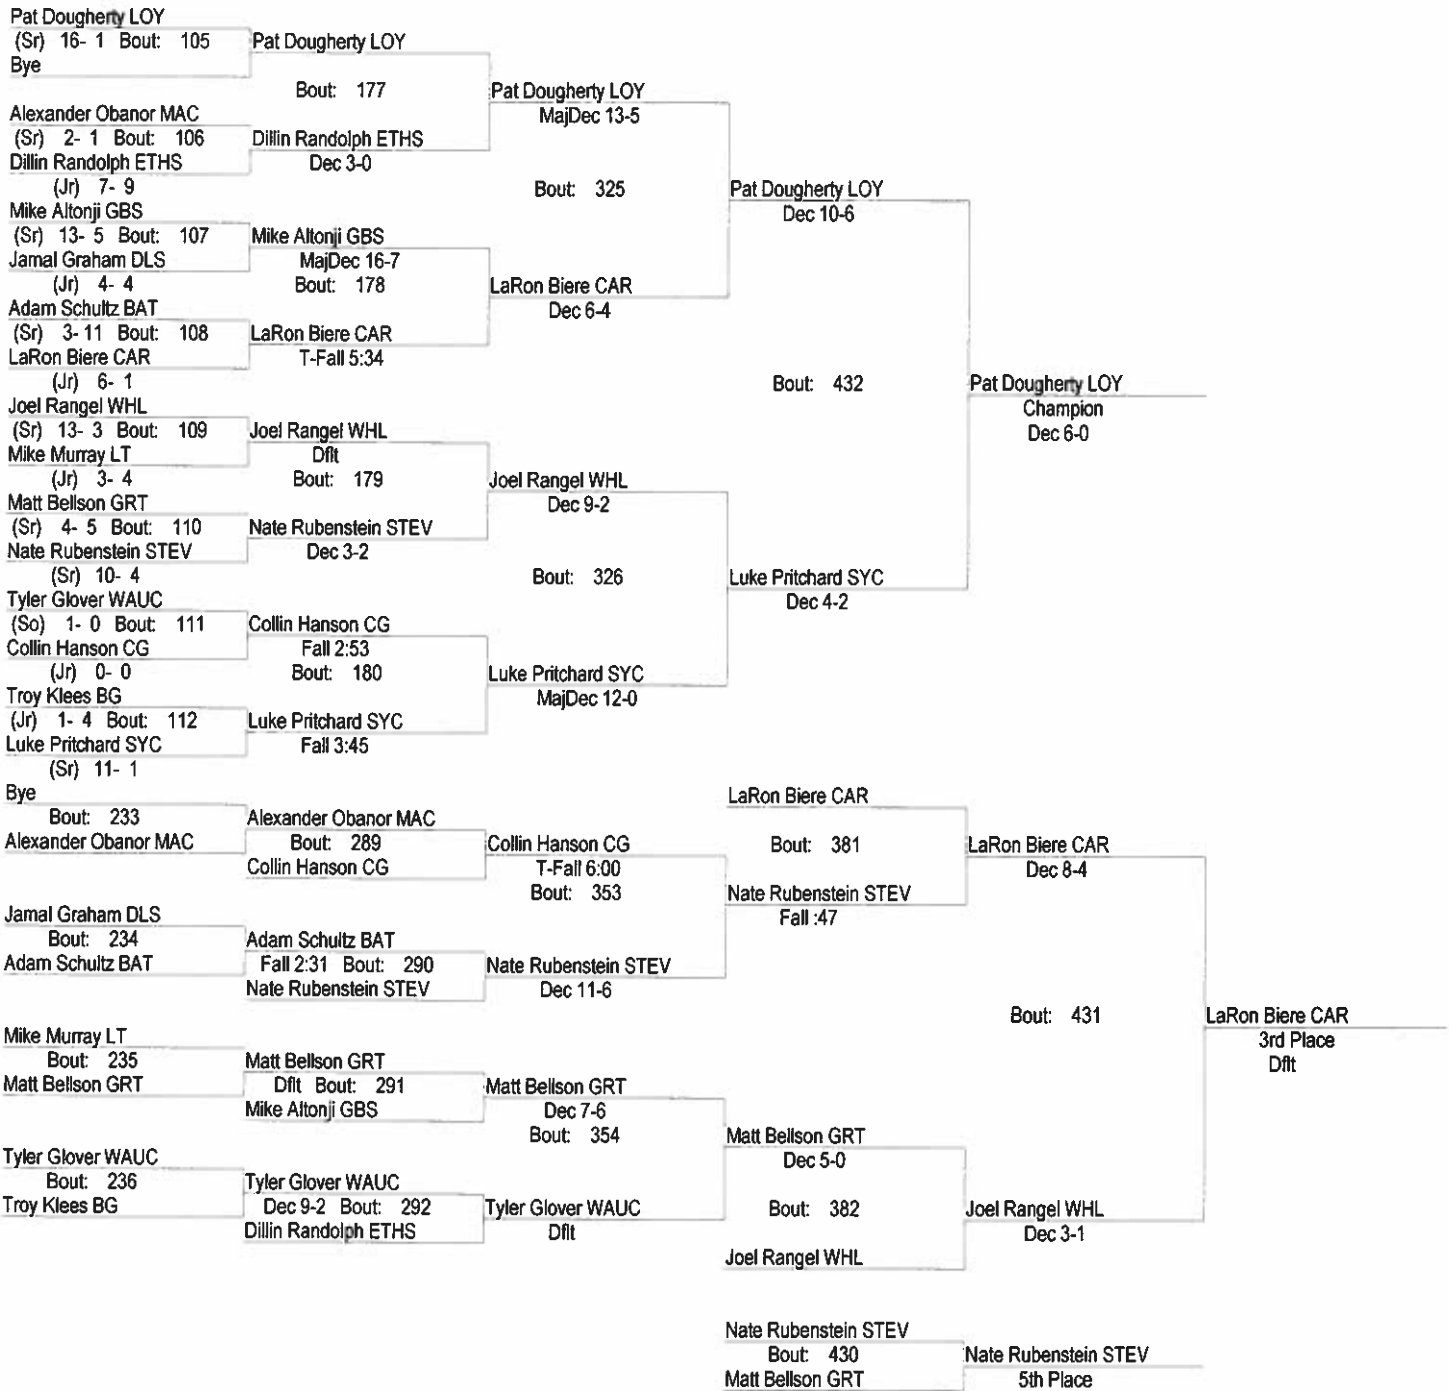 Pat Dougherty LOY
(Sr) 16- 1 Bout: 105
Bye
Pat Dougherty LOY
Bout: 177
Alexander Obanor MAC
(Sr) 2- 1 Bout: 106
Dillin Randolph ETHS
(Jr) 7- 9
Dillin Randolph ETHS
Dec 3-0
Pat Dougherty LOY
MajDec 13-5
Bout: 325
Mike Altonji GBS
(Sr) 13- 5 Bout: 107
Jamal Graham DLS
(Jr) 4- 4
Mike Altonji GBS
MajDec 16-7
Bout: 178
Adam Schultz BAT
(Sr) 3- 11 Bout: 108
LaRon Biere CAR
(Jr) 6- 1
LaRon Biere CAR
T-Fall 5:34
LaRon Biere CAR
Dec 6-4
Pat Dougherty LOY
Dec 10-6
Bout: 432
Pat Dougherty LOY
Champion
Dec 6-0
Joel Rangel WHL
(Sr) 13- 3 Bout: 109
Mike Murray LT
(Jr) 3- 4
Joel Rangel WHL
Dflt
Bout: 179
Matt Bellson GRT
(Sr) 4- 5 Bout: 110
Nate Rubenstein STEV
(Sr) 10- 4
Nate Rubenstein STEV
Dec 3-2
Joel Rangel WHL
Dec 9-2
Bout: 326
Luke Pritchard SYC
Dec 4-2
Tyler Glover WAUC
(So) 1- 0 Bout: 111
Collin Hanson CG
(Jr) 0- 0
Collin Hanson CG
Fall 2:53
Bout: 180
Troy Klees BG
(Jr) 1- 4 Bout: 112
Luke Pritchard SYC
(Sr) 11- 1
Luke Pritchard SYC
Fall 3:45
Luke Pritchard SYC
MajDec 12-0
Bye
Bout: 233
Alexander Obanor MAC
Alexander Obanor MAC
Bout: 289
Collin Hanson CG
Collin Hanson CG
T-Fall 6:00
Bout: 353
Jamal Graham DLS
Bout: 234
Adam Schultz BAT
Adam Schultz BAT
Fall 2:31 Bout: 290
Nate Rubenstein STEV
Nate Rubenstein STEV
Dec 11-6
LaRon Biere CAR
Bout: 381
Nate Rubenstein STEV
Fall :47
LaRon Biere CAR
Dec 8-4
Bout: 431
LaRon Biere CAR
3rd Place
Dflt
Mike Murray LT
Bout: 235
Matt Bellson GRT
Matt Bellson GRT
Dflt Bout: 291
Mike Altonji GBS
Matt Bellson GRT
Dec 7-6
Bout: 354
Tyler Glover WAUC
Bout: 236
Troy Klees BG
Tyler Glover WAUC
Dec 9-2 Bout: 292
Dillin Randolph ETHS
Tyler Glover WAUC
Dflt
Matt Bellson GRT
Dec 5-0
Bout: 382
Joel Rangel WHL
Joel Rangel WHL
Dec 3-1
Nate Rubenstein STEV
Bout: 430
Matt Bellson GRT
Nate Rubenstein STEV
5th Place